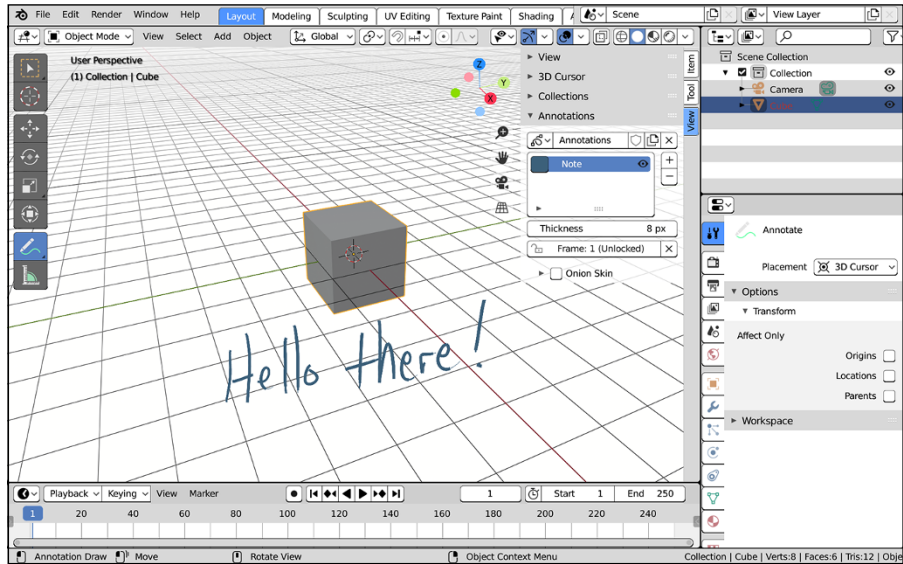 File Edit Render Window Help Layout Modeling Sculpting UV Editing Texture Paint Shading Scene View Layer
Object Mode View Select Add Object Global
User Perspective
(1) Collection | Cube
Z
Y
X
View
3D Cursor
Collections
Annotations
Annotations
Note
Thickness 8 px
Frame: 1 (Unlocked)
Onion Skin
Item
Tool
View
Scene Collection
Collection
Camera
Cube
Annotate
Placement 3D Cursor
Options
Transform
Affect Only
Origins
Locations
Parents
Workspace
Hello there!
Playback Keying View Marker 1 Start 1 End 250
1 20 40 60 80 100 120 140 160 180 200 220 240
Annotation Draw Move Rotate View Object Context Menu Collection | Cube | Verts:8 | Faces:6 | Tris:12 | Obje